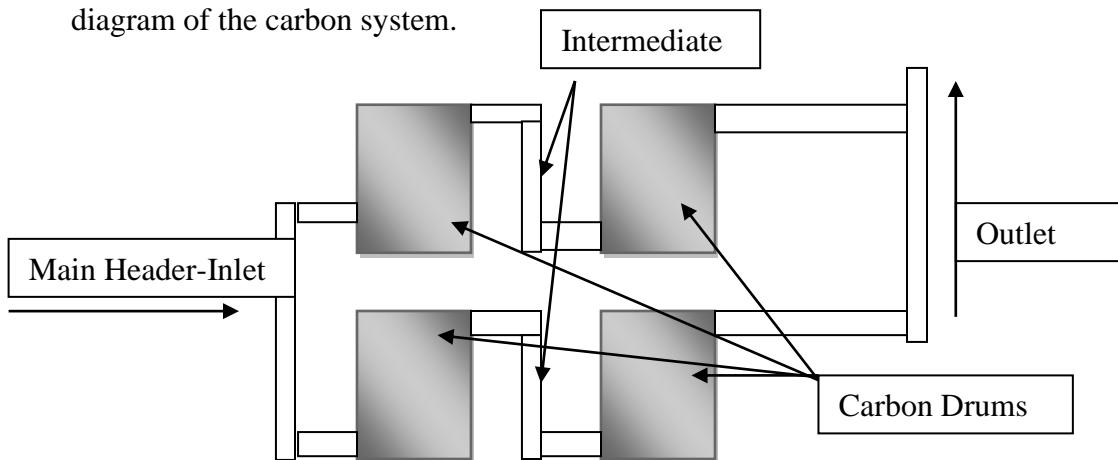 diagram of the carbon system.
Intermediate
Main Header-Inlet
Outlet
Carbon Drums